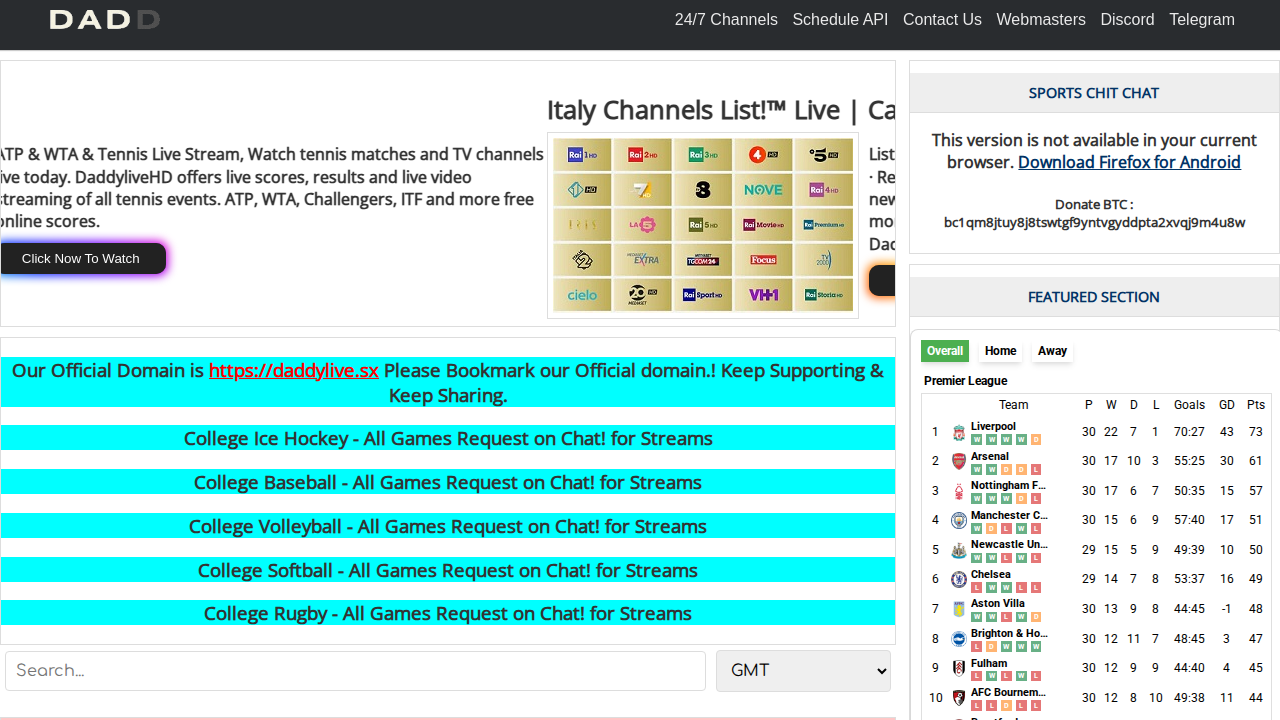 DADD
24/7 Channels Schedule API Contact Us Webmasters Discord Telegram
ATP & WTA & Tennis Live Stream, Watch tennis matches and TV channels
live today. DaddyliveHD offers live scores, results and live video
streaming of all tennis events. ATP, WTA, Challengers, ITF and more free
online scores.
Click Now To Watch
Italy Channels List!™ Live | Ca
Rai 1 HD Rai 2 HD Rai 3 HD 4 HD 5 HD
HD 7 HD 8 NOVE Rai 4 HD
IRIS LA 5 Rai 5 HD Rai Movie HD Rai Premium HD
MEDIASET EXTRA TGCOM24 Focus TV2000
cielo 20 HD MEDIASET Rai Sport HD VH1 Rai Storia HD
List
· Re
new
mo
Dac
Our Official Domain is https://daddylive.sx Please Bookmark our Official domain.! Keep Supporting &
Keep Sharing.
College Ice Hockey - All Games Request on Chat! for Streams
College Baseball - All Games Request on Chat! for Streams
College Volleyball - All Games Request on Chat! for Streams
College Softball - All Games Request on Chat! for Streams
College Rugby - All Games Request on Chat! for Streams
Search...
GMT
SPORTS CHIT CHAT
This version is not available in your current
browser. Download Firefox for Android
Donate BTC :
bc1qm8jtuy8j8tswtgf9yntvgyddpta2xvqj9m4u8w
FEATURED SECTION
Overall Home Away
Premier League
Team P W D L Goals GD Pts
1 Liverpool 30 22 7 1 70:27 43 73
W W W W D
2 Arsenal 30 17 10 3 55:25 30 61
W W D D L
3 Nottingham F... 30 17 6 7 50:35 15 57
W W W D L
4 Manchester C... 30 15 6 9 57:40 17 51
W D L W L
5 Newcastle Un... 29 15 5 9 49:39 10 50
W W L W L
6 Chelsea 29 14 7 8 53:37 16 49
L W W L L
7 Aston Villa 30 13 9 8 44:45 -1 48
W W L W D
8 Brighton & Ho... 30 12 11 7 48:45 3 47
L D W W W
9 Fulham 30 12 9 9 44:40 4 45
L W L W L
10 AFC Bournem... 30 12 8 10 49:38 11 44
L L D L L